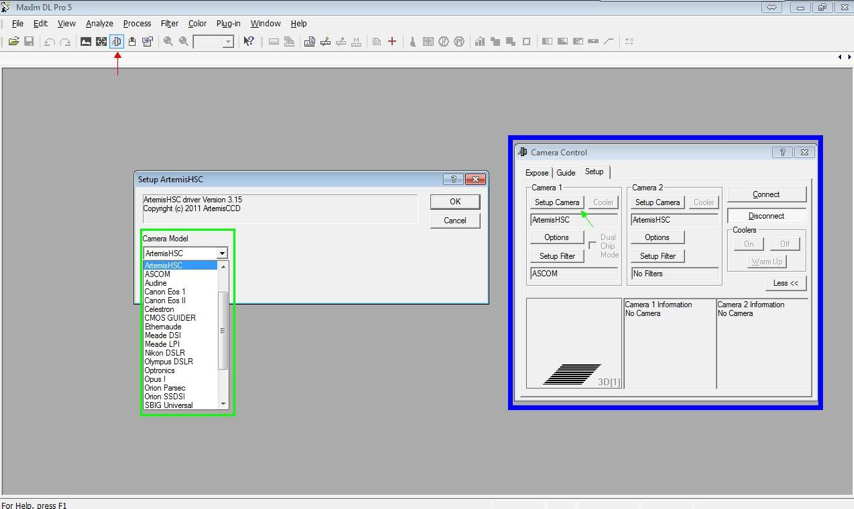 MaxIm DL Pro 5
File Edit View Analyze Process Filter Color Plug-in Window Help
Setup ArtemisHSC
ArtemisHSC driver Version 3.15
Copyright (c) 2011 ArtemisCCD
OK
Cancel
Camera Model
ArtemisHSC
ArtemisHSC
ASCOM
Audine
Canon Eos 1
Canon Eos II
Celestron
CMOS GUIDER
Ethernaude
Meade DSI
Meade LPI
Nikon DSLR
Olympus DSLR
Optronics
Opus I
Orion Parsec
Orion SSDSI
SBIG Universal
Camera Control
Expose Guide Setup
Camera 1
Setup Camera Cooler
ArtemisHSC
Options
Dual
Chip
Mode
Setup Filter
ASCOM
Camera 2
Setup Camera Cooler
ArtemisHSC
Options
Setup Filter
No Filters
Connect
Disconnect
Coolers
On Off
Warm Up
Less <<
3D[1]
Camera 1 Information
No Camera
Camera 2 Information
No Camera
For Help, press F1